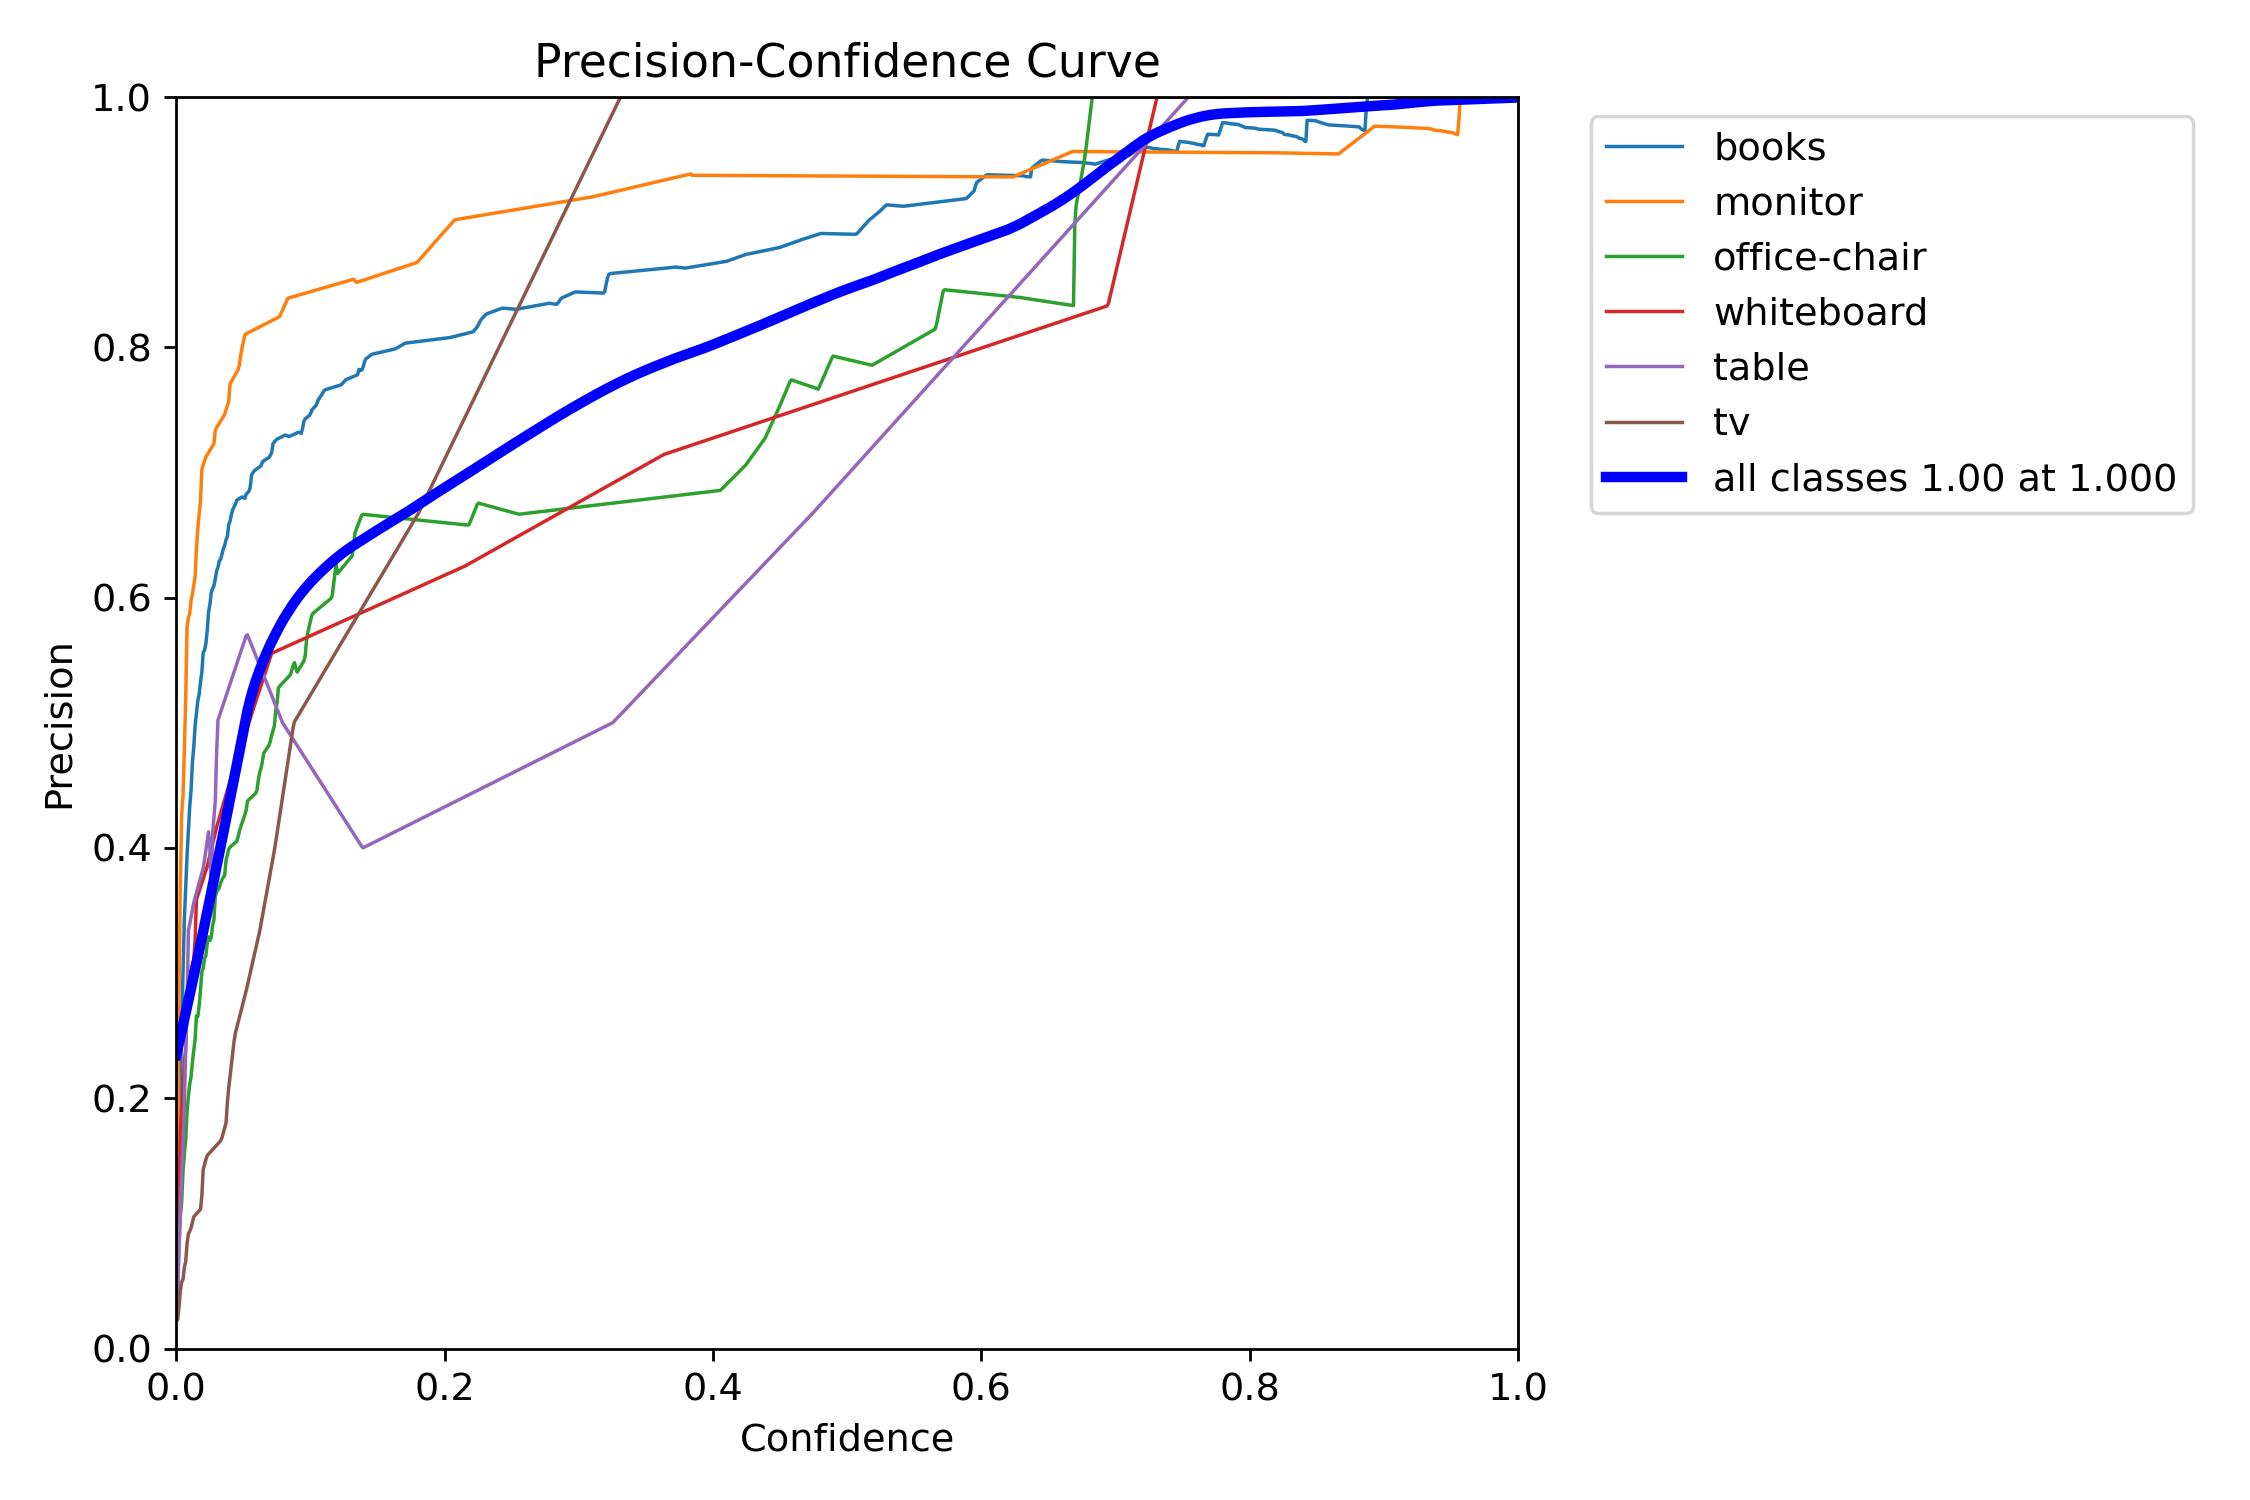 Precision-Confidence Curve
1.0
0.8
0.6
0.4
0.2
0.0
Precision
0.0 0.2 0.4 0.6 0.8 1.0
Confidence
books
monitor
office-chair
whiteboard
table
tv
all classes 1.00 at 1.000